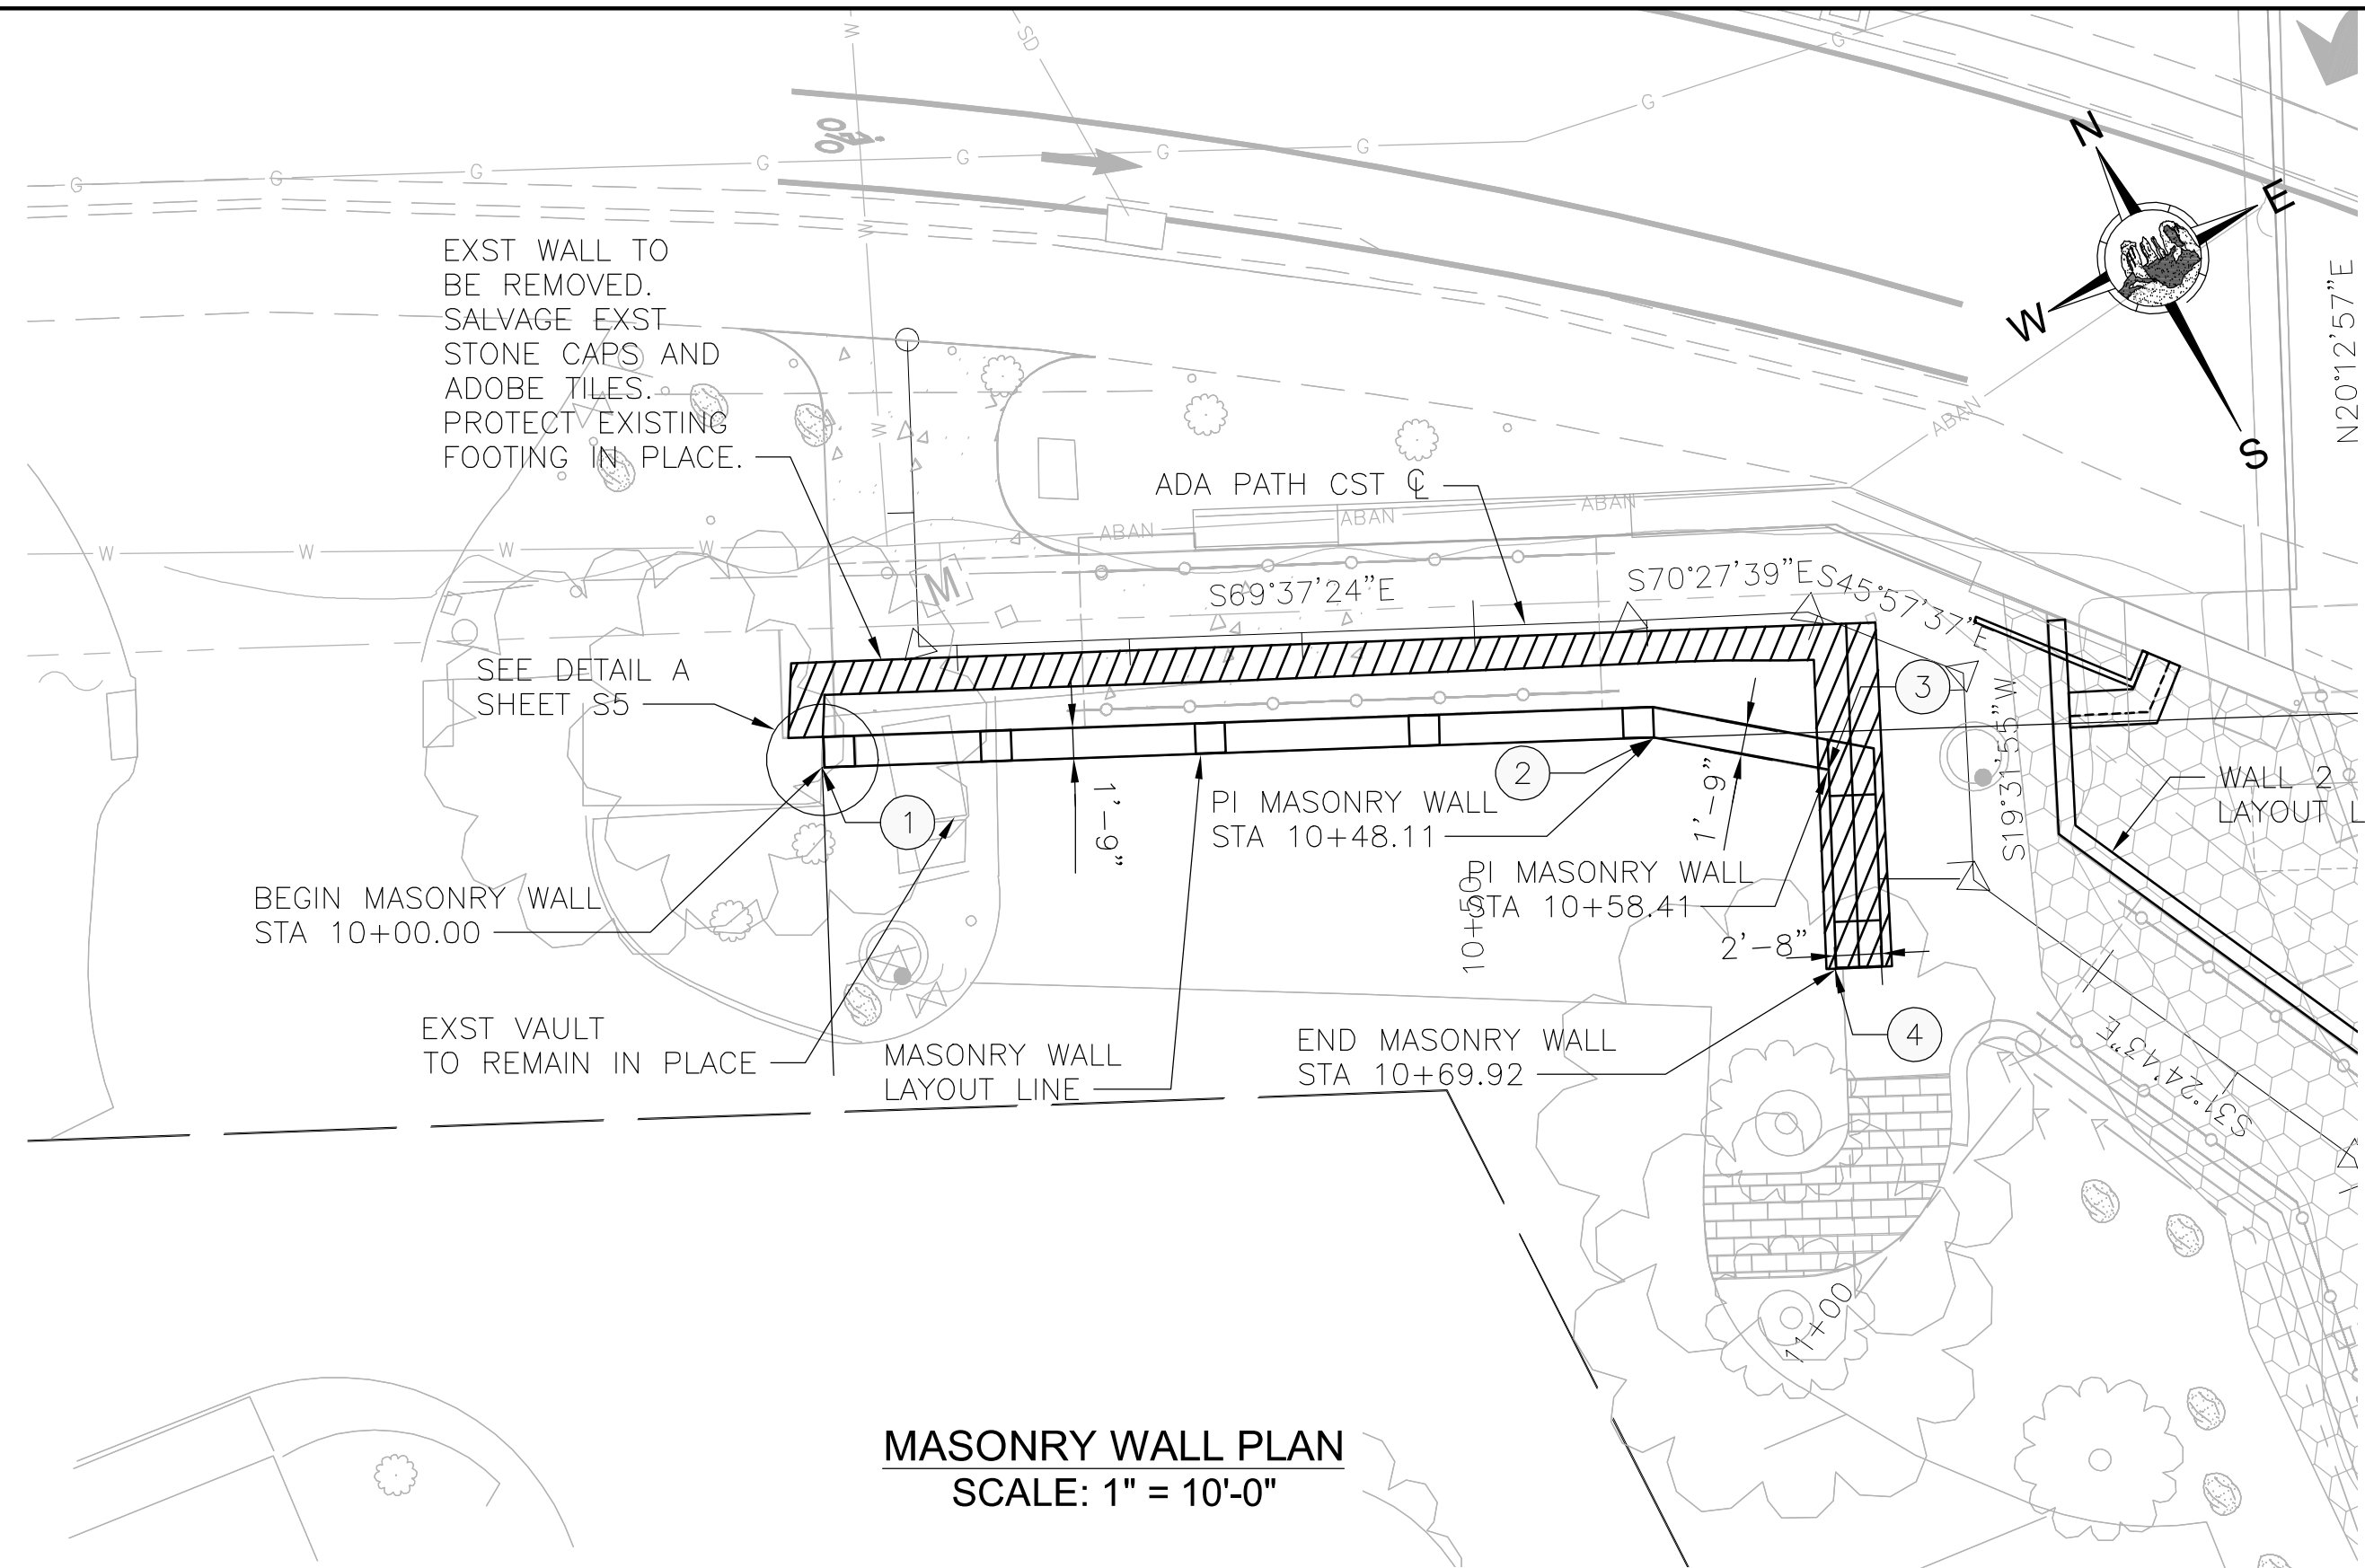 W
SD
G
G
G
G
G
G
G
G
G
W
W
N
E
W
S
N20°12'57"E
EXST WALL TO
BE REMOVED.
SALVAGE EXST
STONE CAPS AND
ADOBE TILES.
PROTECT EXISTING
FOOTING IN PLACE.
ADA PATH CST ℄
ABAN
ABAN
ABAN
ABAN
W
W
W
W
M
S69°37'24"E
S70°27'39"E
S45°57'37"E
SEE DETAIL A
SHEET S5
3
S19°31'55"W
2
1
1'-9"
1'-9"
PI MASONRY WALL
STA 10+48.11
WALL 2
LAYOUT L
PI MASONRY WALL
STA 10+58.41
10+50
BEGIN MASONRY WALL
STA 10+00.00
2'-8"
EXST VAULT
TO REMAIN IN PLACE
MASONRY WALL
LAYOUT LINE
END MASONRY WALL
STA 10+69.92
4
S31°24'43"E
11+00
MASONRY WALL PLAN
SCALE: 1" = 10'-0"